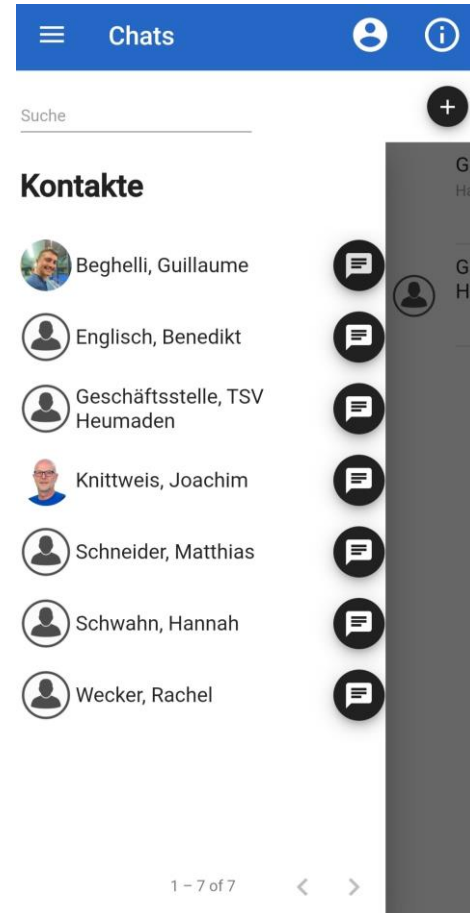 Chats
Suche
Kontakte
Beghelli, Guillaume
Englisch, Benedikt
Geschäftsstelle, TSV
Heumaden
Knittweis, Joachim
Schneider, Matthias
Schwahn, Hannah
Wecker, Rachel
1 – 7 of 7
G
Ha
G
H